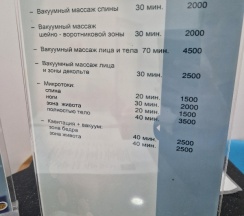 – Вакуумный массаж спины 30 мин. 2000
– Вакуумный массаж
шейно - воротниковой зоны 30 мин. 2000
– Вакуумный массаж лица и тела 70 мин. 4500
– Вакуумный массаж лица
и зоны декольте 30 мин. 2500
– Микротоки:
спина 20 мин. 1500
ноги 30 мин. 2000
зона живота 20 мин. 1500
полностью тело 40 мин. 3500
– Кавитация + вакуум:
зона бедра 40 мин. 2500
зона живота 40 мин. 2500